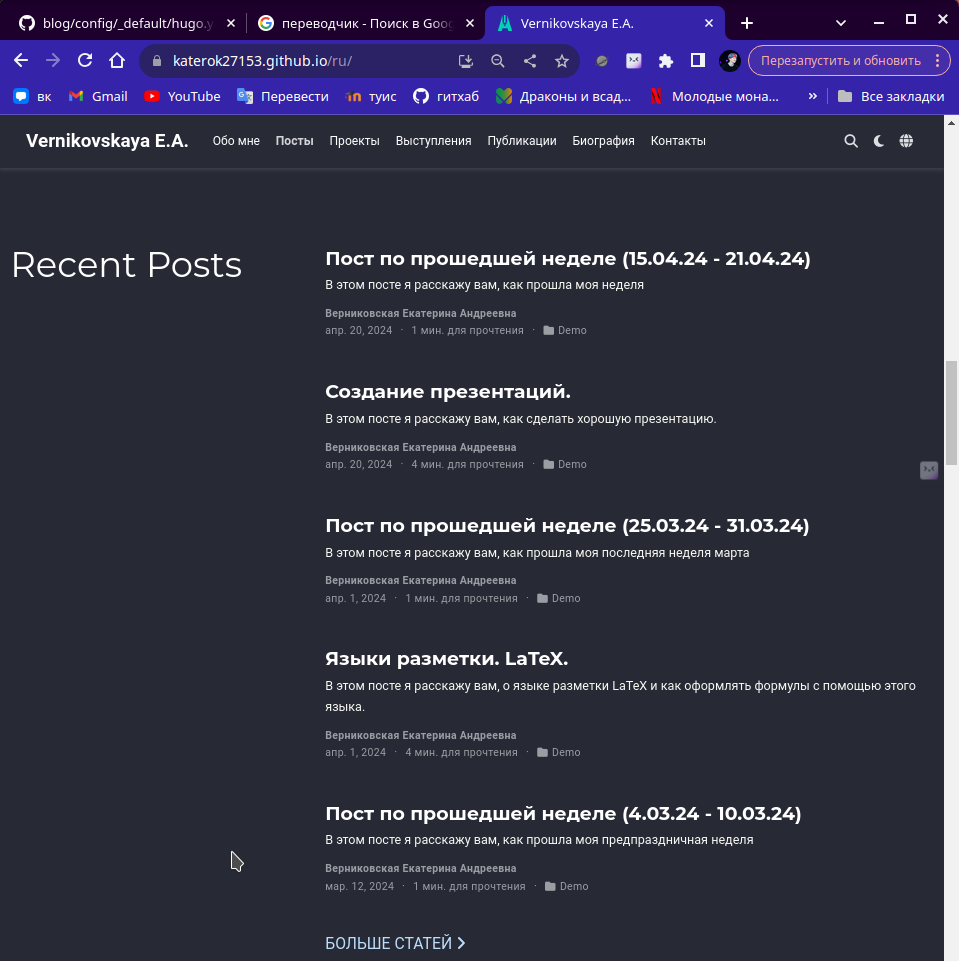 blog/config/_default/hugo.y
переводчик - Поиск в Goo
Vernikovskaya E.A.
katerok27153.github.io/ru/
Перезапустить и обновить
вк
Gmail
YouTube
Перевести
туис
гитхаб
Драконы и всад...
Молодые мона...
»
Все закладки
Vernikovskaya E.A.
Обо мне
Посты
Проекты
Выступления
Публикации
Биография
Контакты
Recent Posts
Пост по прошедшей неделе (15.04.24 - 21.04.24)
В этом посте я расскажу вам, как прошла моя неделя
Верниковская Екатерина Андреевна
апр. 20, 2024 · 1 мин. для прочтения · Demo
Создание презентаций.
В этом посте я расскажу вам, как сделать хорошую презентацию.
Верниковская Екатерина Андреевна
апр. 20, 2024 · 4 мин. для прочтения · Demo
Пост по прошедшей неделе (25.03.24 - 31.03.24)
В этом посте я расскажу вам, как прошла моя последняя неделя марта
Верниковская Екатерина Андреевна
апр. 1, 2024 · 1 мин. для прочтения · Demo
Языки разметки. LaTeX.
В этом посте я расскажу вам, о языке разметки LaTeX и как оформлять формулы с помощью этого
языка.
Верниковская Екатерина Андреевна
апр. 1, 2024 · 4 мин. для прочтения · Demo
Пост по прошедшей неделе (4.03.24 - 10.03.24)
В этом посте я расскажу вам, как прошла моя предпраздничная неделя
Верниковская Екатерина Андреевна
мар. 12, 2024 · 1 мин. для прочтения · Demo
БОЛЬШЕ СТАТЕЙ